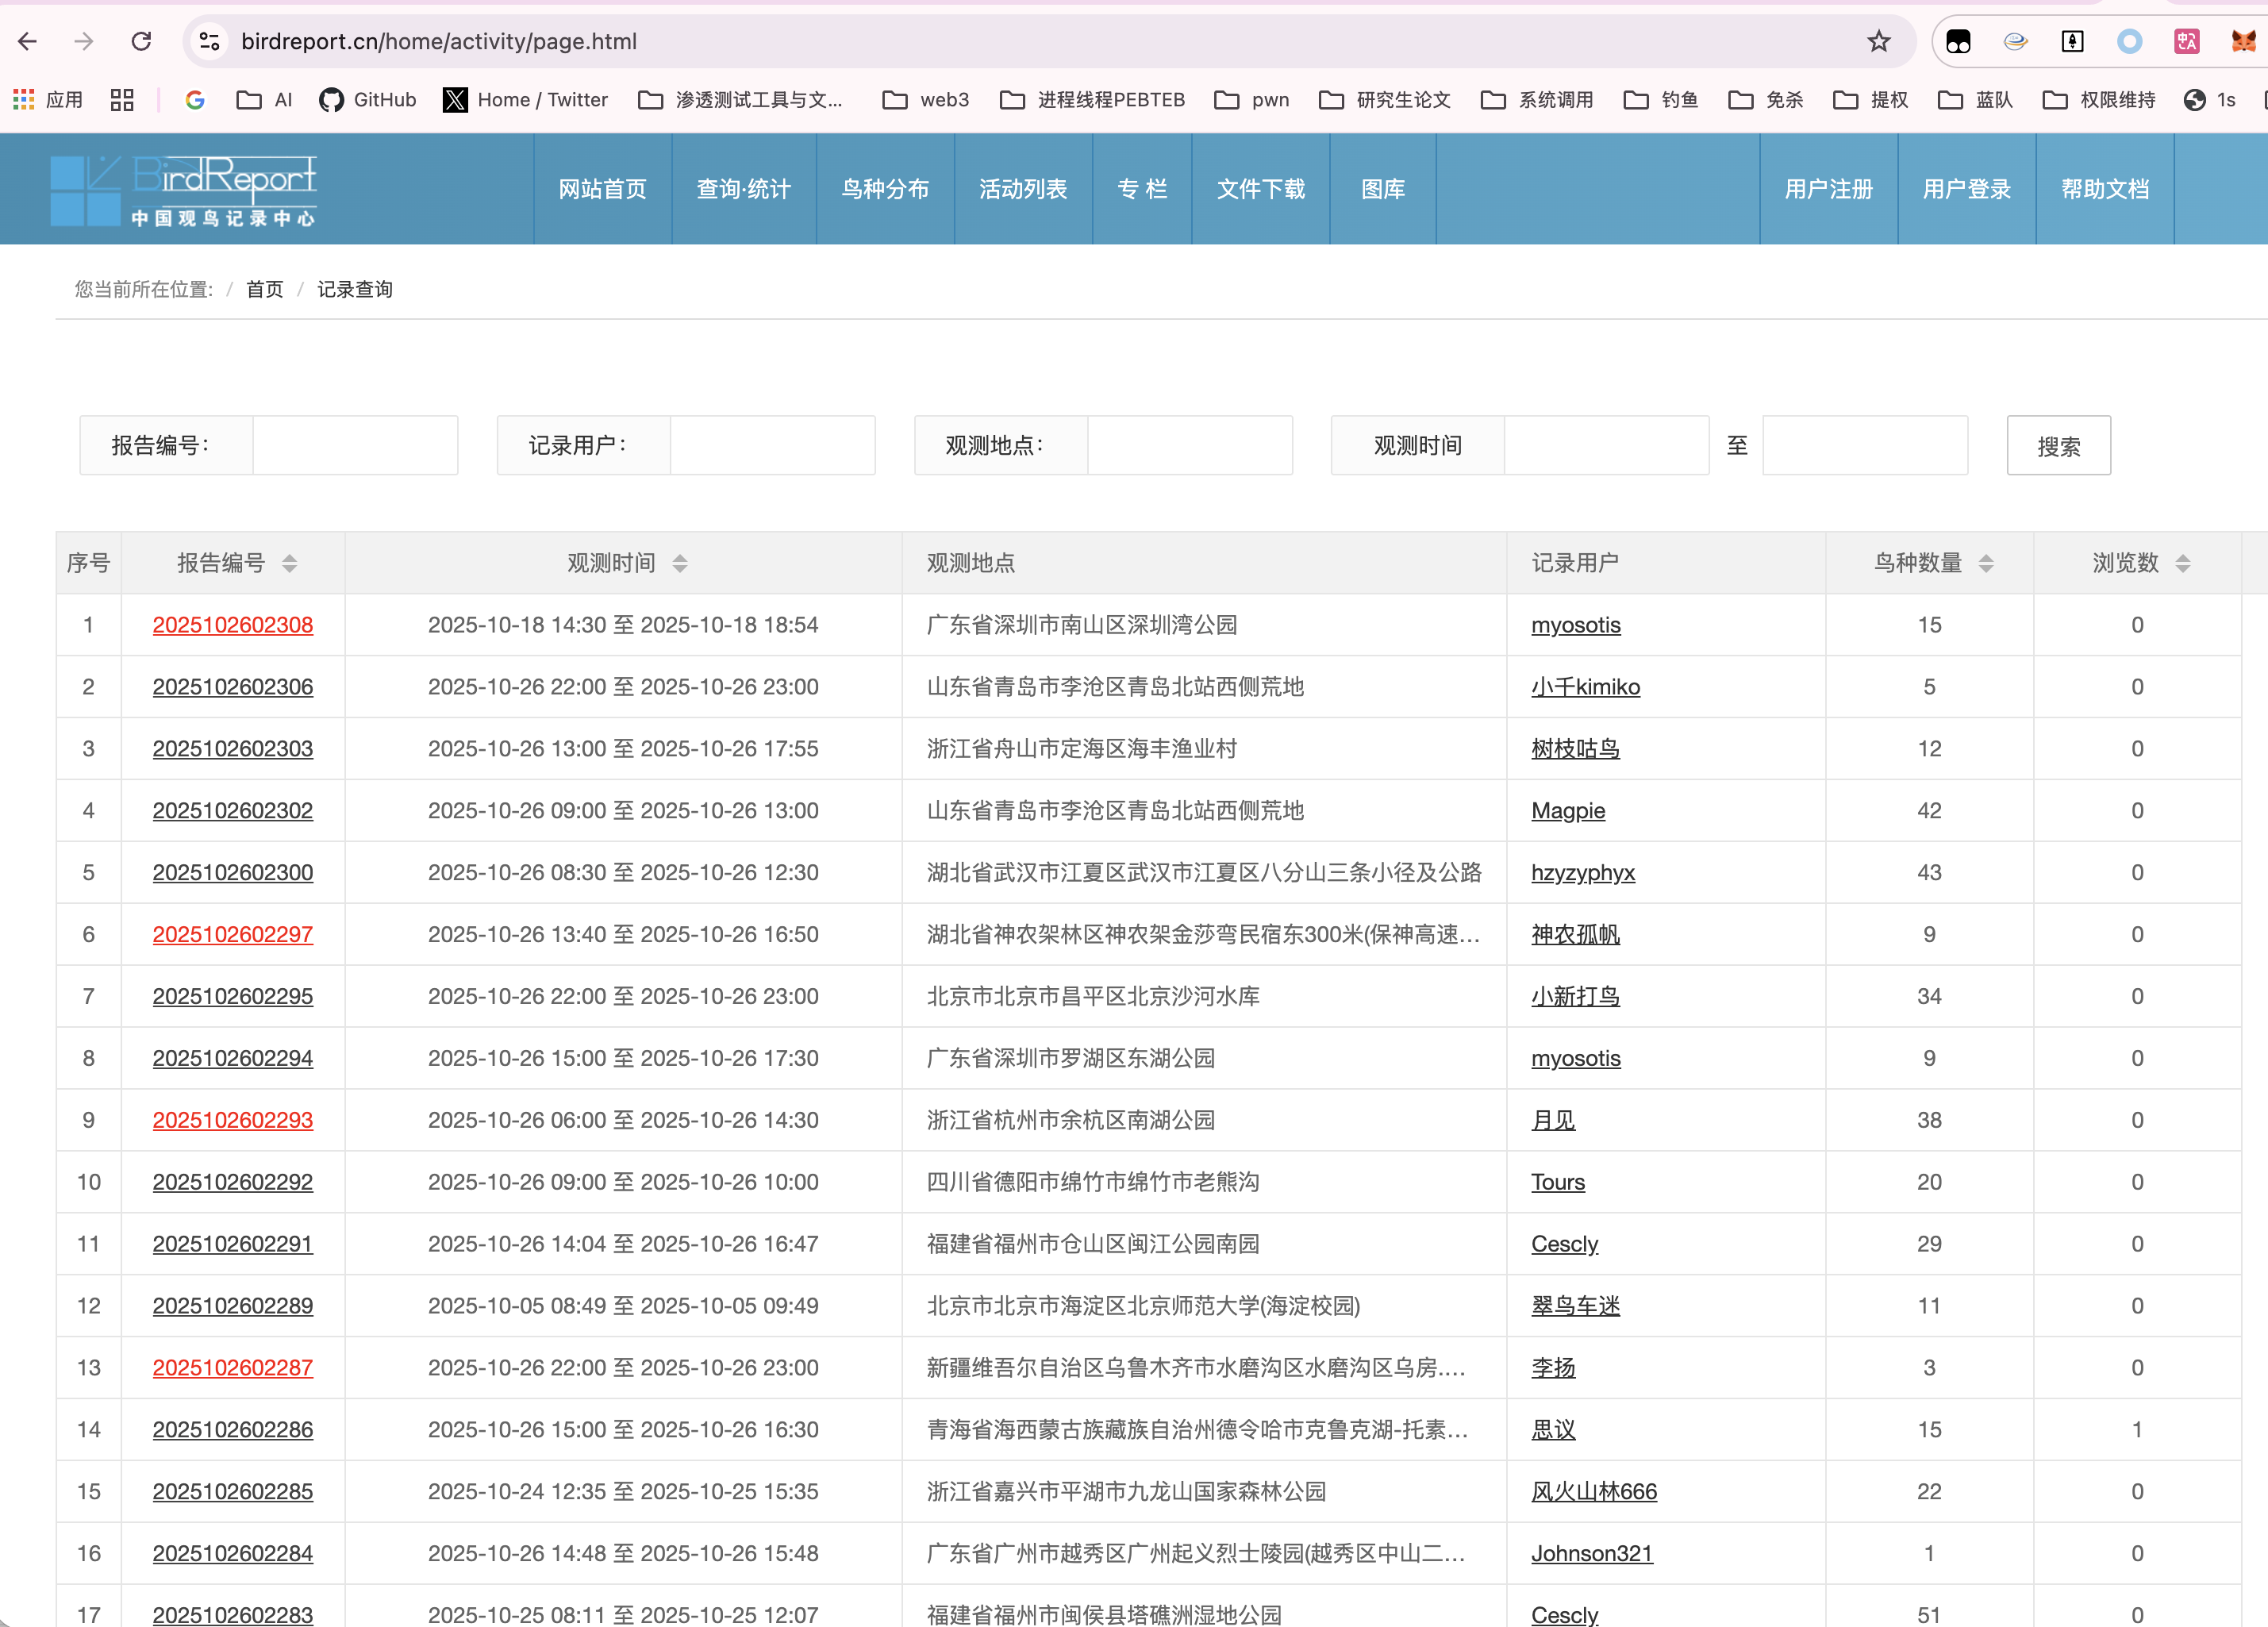 birdreport.cn/home/activity/page.html
应用 AI GitHub Home / Twitter 渗透测试工具与文... web3 进程线程PEBTEB pwn 研究生论文 系统调用 钓鱼 免杀 提权 蓝队 权限维持 1s
BirdReport
中国观鸟记录中心
网站首页 查询·统计 鸟种分布 活动列表 专 栏 文件下载 图库 用户注册 用户登录 帮助文档
您当前所在位置: / 首页 / 记录查询
报告编号: 记录用户: 观测地点: 观测时间 至 搜索
序号 报告编号 观测时间 观测地点 记录用户 鸟种数量 浏览数
1 2025102602308 2025-10-18 14:30 至 2025-10-18 18:54 广东省深圳市南山区深圳湾公园 myosotis 15 0
2 2025102602306 2025-10-26 22:00 至 2025-10-26 23:00 山东省青岛市李沧区青岛北站西侧荒地 小千kimiko 5 0
3 2025102602303 2025-10-26 13:00 至 2025-10-26 17:55 浙江省舟山市定海区海丰渔业村 树枝咕鸟 12 0
4 2025102602302 2025-10-26 09:00 至 2025-10-26 13:00 山东省青岛市李沧区青岛北站西侧荒地 Magpie 42 0
5 2025102602300 2025-10-26 08:30 至 2025-10-26 12:30 湖北省武汉市江夏区武汉市江夏区八分山三条小径及公路 hzyzyphyx 43 0
6 2025102602297 2025-10-26 13:40 至 2025-10-26 16:50 湖北省神农架林区神农架金莎弯民宿东300米(保神高速... 神农孤帆 9 0
7 2025102602295 2025-10-26 22:00 至 2025-10-26 23:00 北京市北京市昌平区北京沙河水库 小新打鸟 34 0
8 2025102602294 2025-10-26 15:00 至 2025-10-26 17:30 广东省深圳市罗湖区东湖公园 myosotis 9 0
9 2025102602293 2025-10-26 06:00 至 2025-10-26 14:30 浙江省杭州市余杭区南湖公园 月见 38 0
10 2025102602292 2025-10-26 09:00 至 2025-10-26 10:00 四川省德阳市绵竹市绵竹市老熊沟 Tours 20 0
11 2025102602291 2025-10-26 14:04 至 2025-10-26 16:47 福建省福州市仓山区闽江公园南园 Cescly 29 0
12 2025102602289 2025-10-05 08:49 至 2025-10-05 09:49 北京市北京市海淀区北京师范大学(海淀校园) 翠鸟车迷 11 0
13 2025102602287 2025-10-26 22:00 至 2025-10-26 23:00 新疆维吾尔自治区乌鲁木齐市水磨沟区水磨沟区乌房.... 李扬 3 0
14 2025102602286 2025-10-26 15:00 至 2025-10-26 16:30 青海省海西蒙古族藏族自治州德令哈市克鲁克湖-托素... 思议 15 1
15 2025102602285 2025-10-24 12:35 至 2025-10-25 15:35 浙江省嘉兴市平湖市九龙山国家森林公园 风火山林666 22 0
16 2025102602284 2025-10-26 14:48 至 2025-10-26 15:48 广东省广州市越秀区广州起义烈士陵园(越秀区中山二... Johnson321 1 0
17 2025102602283 2025-10-25 08:11 至 2025-10-25 12:07 福建省福州市闽侯县塔礁洲湿地公园 Cescly 51 0